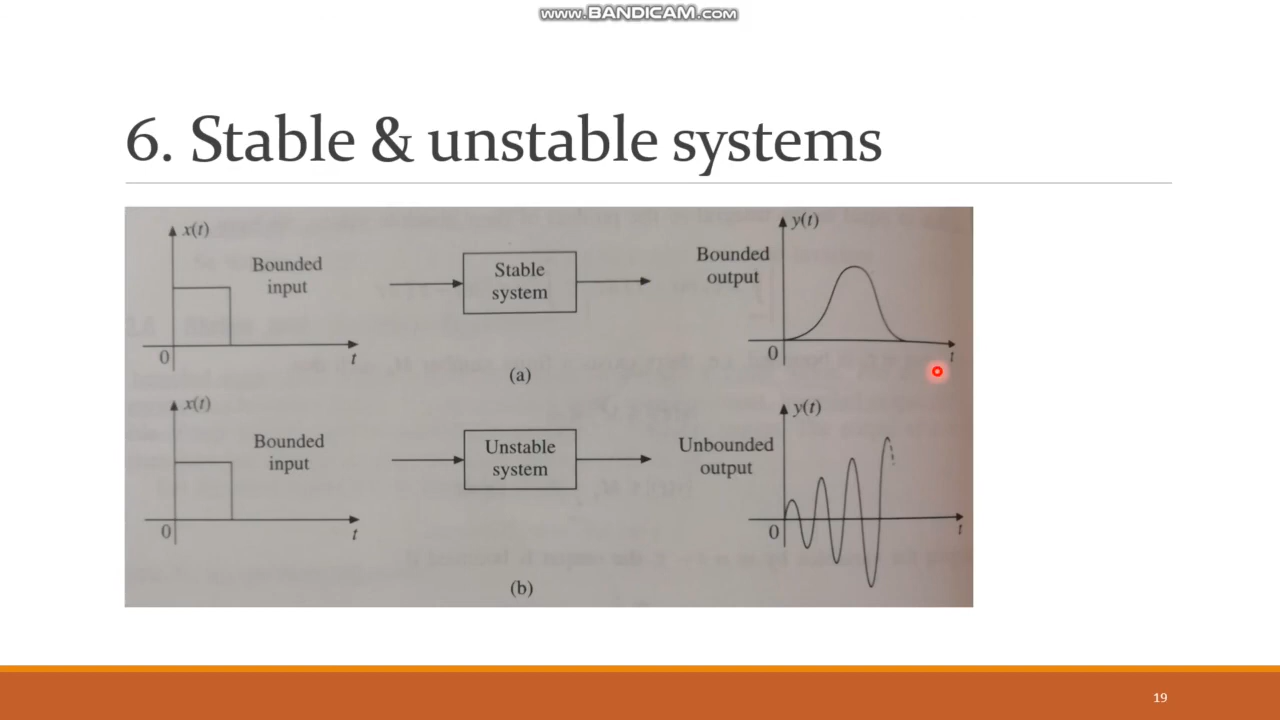 www.BANDICAM.com
6. Stable & unstable systems
x(t)
Bounded
input
0
t
Stable
system
Bounded
output
y(t)
0
t
(a)
x(t)
Bounded
input
0
t
Unstable
system
Unbounded
output
y(t)
0
t
(b)
19